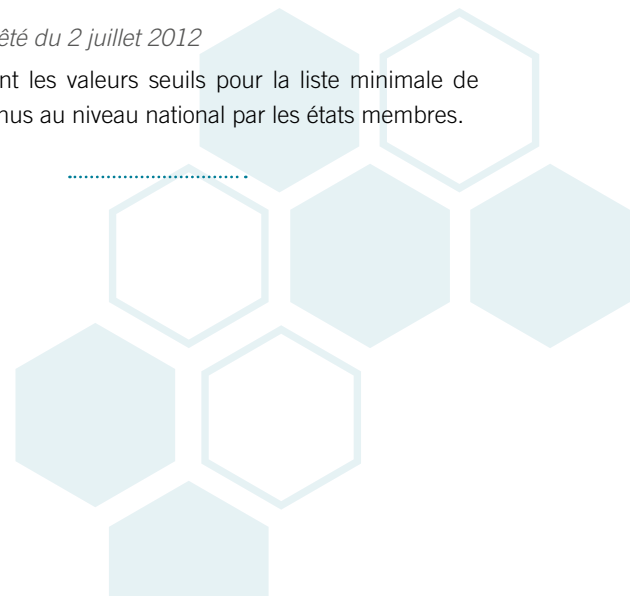 êté du 2 juillet 2012
nt les valeurs seuils pour la liste minimale de
nus au niveau national par les états membres.